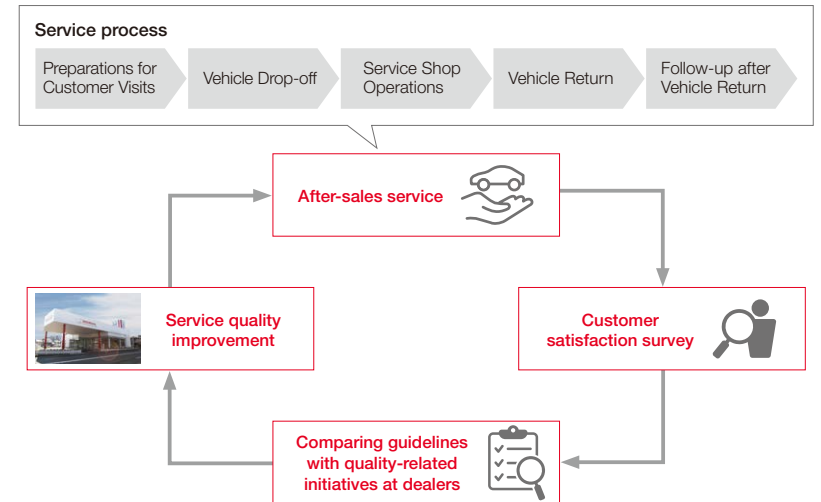 Service process
Preparations for
Customer Visits
Vehicle Drop-off
Service Shop
Operations
Vehicle Return
Follow-up after
Vehicle Return
After-sales service
Service quality
improvement
Customer
satisfaction survey
Comparing guidelines
with quality-related
initiatives at dealers